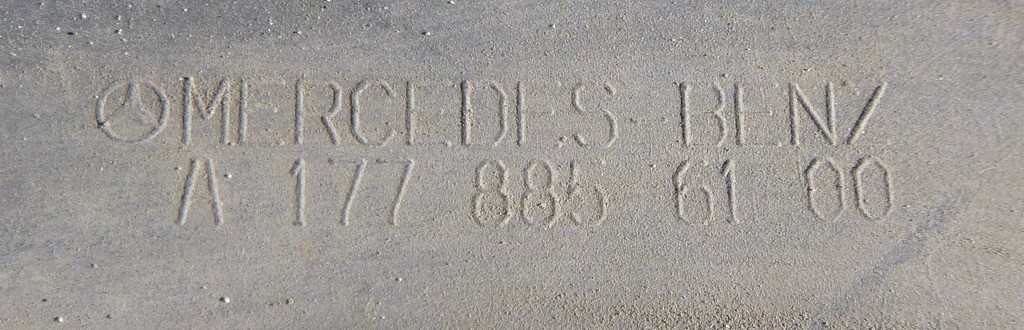 MERCEDES-BENZ
A 177 885 61 00